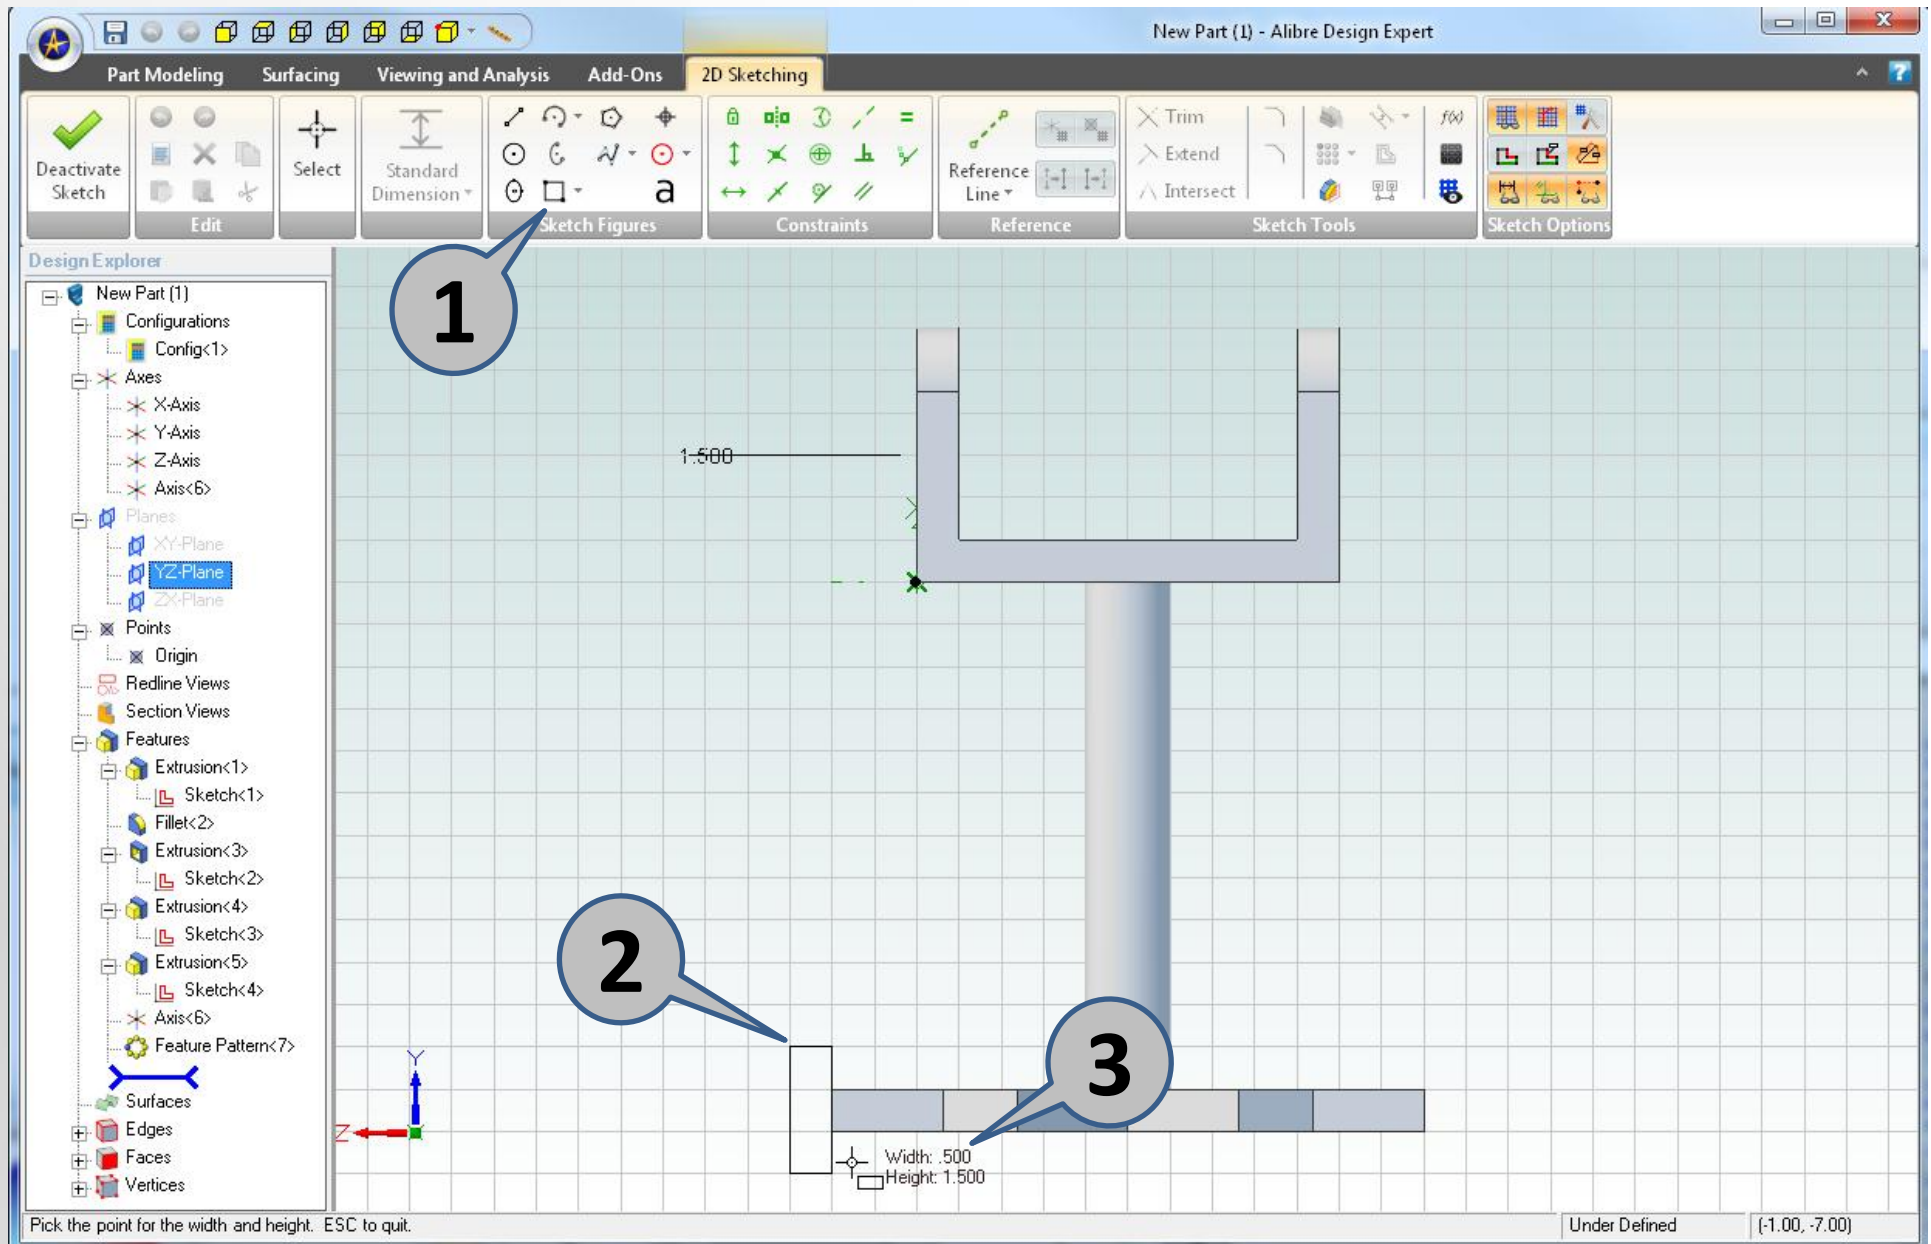 New Part (1) - Alibre Design Expert
Part Modeling Surfacing Viewing and Analysis Add-Ons 2D Sketching
Deactivate Sketch
Edit
Select
Standard Dimension
a
Sketch Figures
Constraints
Reference Line
Reference
Trim
Extend
Intersect
f(x)
Sketch Tools
Sketch Options
Design Explorer
New Part (1)
Configurations
Config<1>
Axes
X-Axis
Y-Axis
Z-Axis
Axis<6>
Planes
XY-Plane
YZ-Plane
ZX-Plane
Points
Origin
Redline Views
Section Views
Features
Extrusion<1>
Sketch<1>
Fillet<2>
Extrusion<3>
Sketch<2>
Extrusion<4>
Sketch<3>
Extrusion<5>
Sketch<4>
Axis<6>
Feature Pattern<7>
Surfaces
Edges
Faces
Vertices
1
1.500
2
3
Y
Z
Width: .500
Height: 1.500
Pick the point for the width and height. ESC to quit.
Under Defined
(-1.00, -7.00)